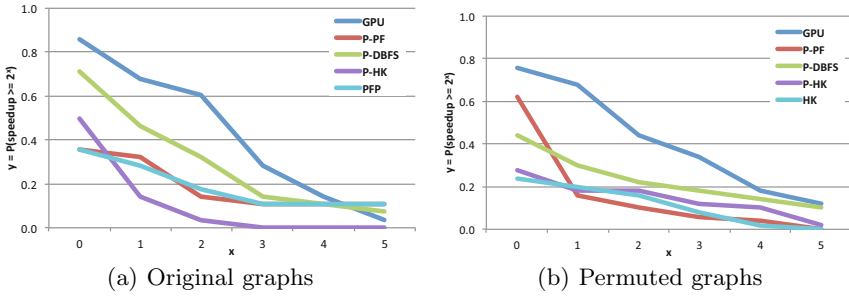 1.0
0.8
0.6
0.4
0.2
0.0
y = P(speedup >= 2ˣ)
0 1 2 3 4 5
x
GPU
P-PF
P-DBFS
P-HK
PFP
(a) Original graphs
1.0
0.8
0.6
0.4
0.2
0.0
y = P(speedup >= 2ˣ)
0 1 2 3 4 5
x
GPU
P-PF
P-DBFS
P-HK
HK
(b) Permuted graphs